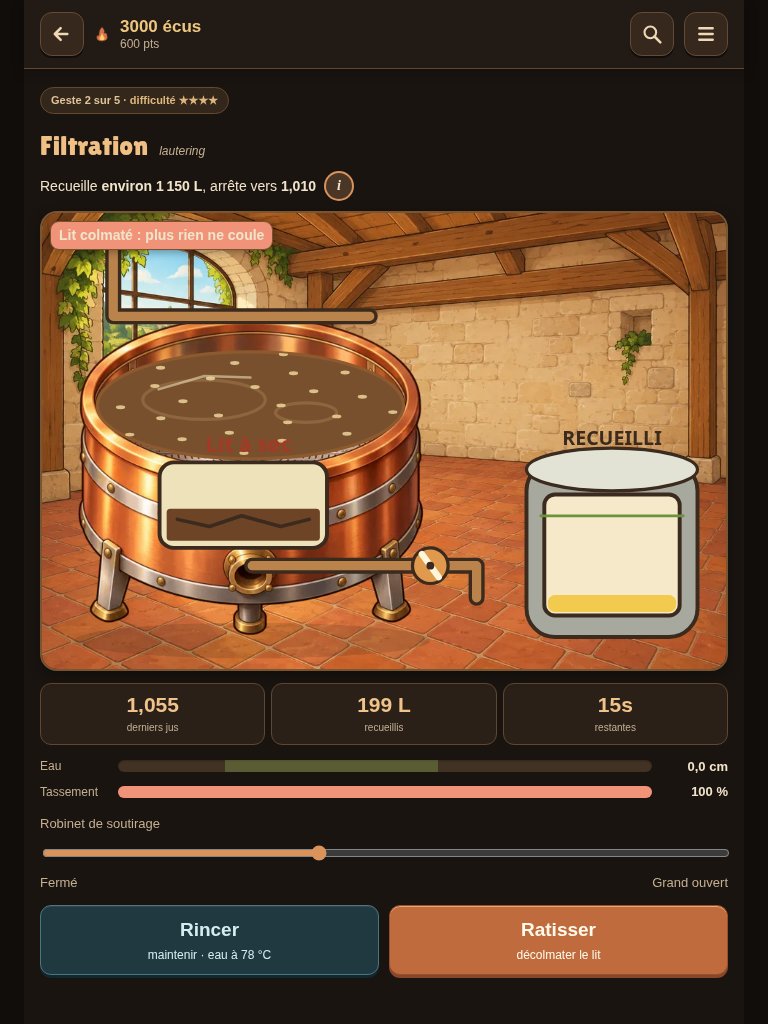 3000 écus
600 pts
Geste 2 sur 5 · difficulté ★★★★
Filtration lautering
Recueille environ 1 150 L, arrête vers 1,010 i
Lit colmaté : plus rien ne coule
Lit à sec
RECUEILLI
1,055
derniers jus
199 L
recueillis
15s
restantes
Eau 0,0 cm
Tassement 100 %
Robinet de soutirage
Fermé Grand ouvert
Rincer
maintenir · eau à 78 °C
Ratisser
décolmater le lit